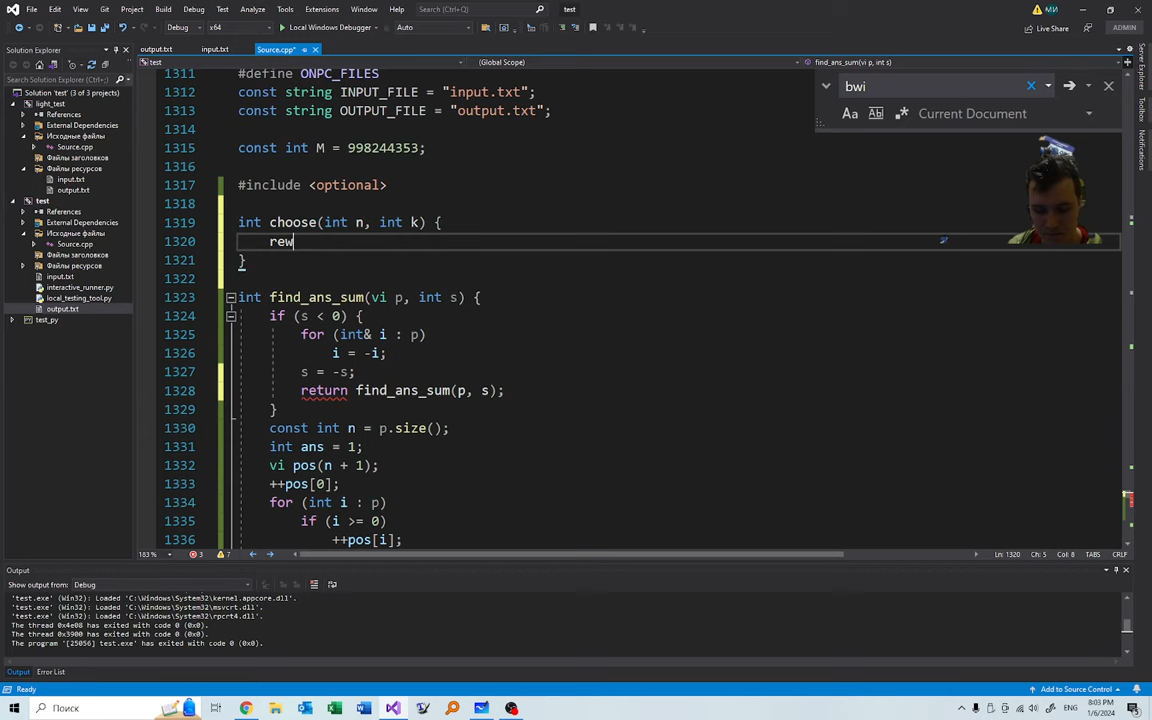 File Edit View Git Project Build Debug Test Analyze Tools Extensions Window Help Search (Ctrl+Q) test МИ
Debug x64 Local Windows Debugger Auto Live Share ADMIN
Solution Explorer
Search Solution Explorer (Ctrl+;)
Solution 'test' (3 of 3 projects)
light_test
References
External Dependencies
Исходные файлы
Source.cpp
Файлы заголовков
Файлы ресурсов
input.txt
output.txt
test
References
External Dependencies
Исходные файлы
Source.cpp
Файлы заголовков
Файлы ресурсов
input.txt
interactive_runner.py
local_testing_tool.py
output.txt
test_py
output.txt input.txt Source.cpp*
test (Global Scope) find_ans_sum(vi p, int s)
bwi
Aa Ab Current Document
1311 #define ONPC_FILES
1312 const string INPUT_FILE = "input.txt";
1313 const string OUTPUT_FILE = "output.txt";
1314
1315 const int M = 998244353;
1316
1317 #include <optional>
1318
1319 int choose(int n, int k) {
1320 rew
1321 }
1322
1323 int find_ans_sum(vi p, int s) {
1324 if (s < 0) {
1325 for (int& i : p)
1326 i = -i;
1327 s = -s;
1328 return find_ans_sum(p, s);
1329 }
1330 const int n = p.size();
1331 int ans = 1;
1332 vi pos(n + 1);
1333 ++pos[0];
1334 for (int i : p)
1335 if (i >= 0)
1336 ++pos[i];
183 % 3 7 Ln: 1320 Ch: 5 Col: 8 TABS CRLF
Server Explorer
Toolbox
Notifications
Output
Show output from: Debug
'test.exe' (Win32): Loaded 'C:\Windows\System32\kernel.appcore.dll'.
'test.exe' (Win32): Loaded 'C:\Windows\System32\msvcrt.dll'.
'test.exe' (Win32): Loaded 'C:\Windows\System32\rpcrt4.dll'.
The thread 0x4e08 has exited with code 0 (0x0).
The thread 0x3900 has exited with code 0 (0x0).
The program '[25056] test.exe' has exited with code 0 (0x0).
Output Error List
Ready Add to Source Control
Поиск ENG 8:03 PM
1/6/2024 5